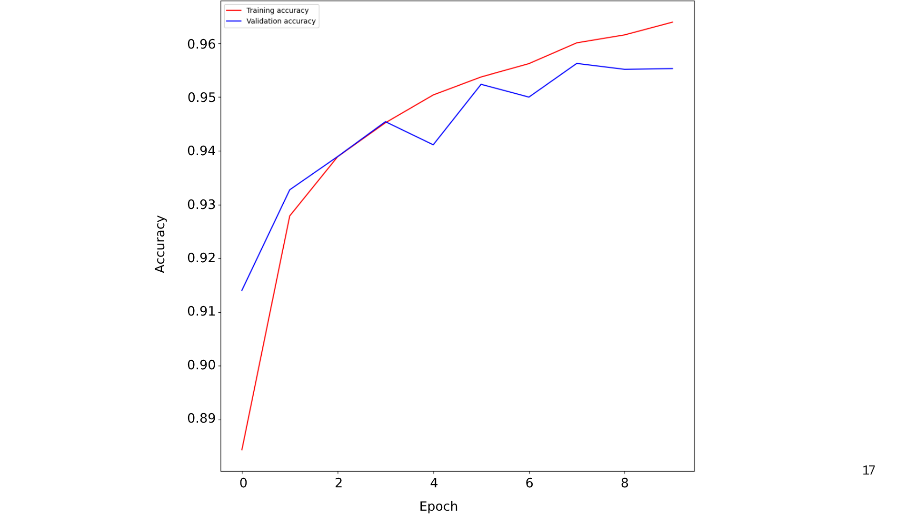 Training accuracy
Validation accuracy
0.96
0.95
0.94
0.93
0.92
0.91
0.90
0.89
Accuracy
0 2 4 6 8
Epoch
17